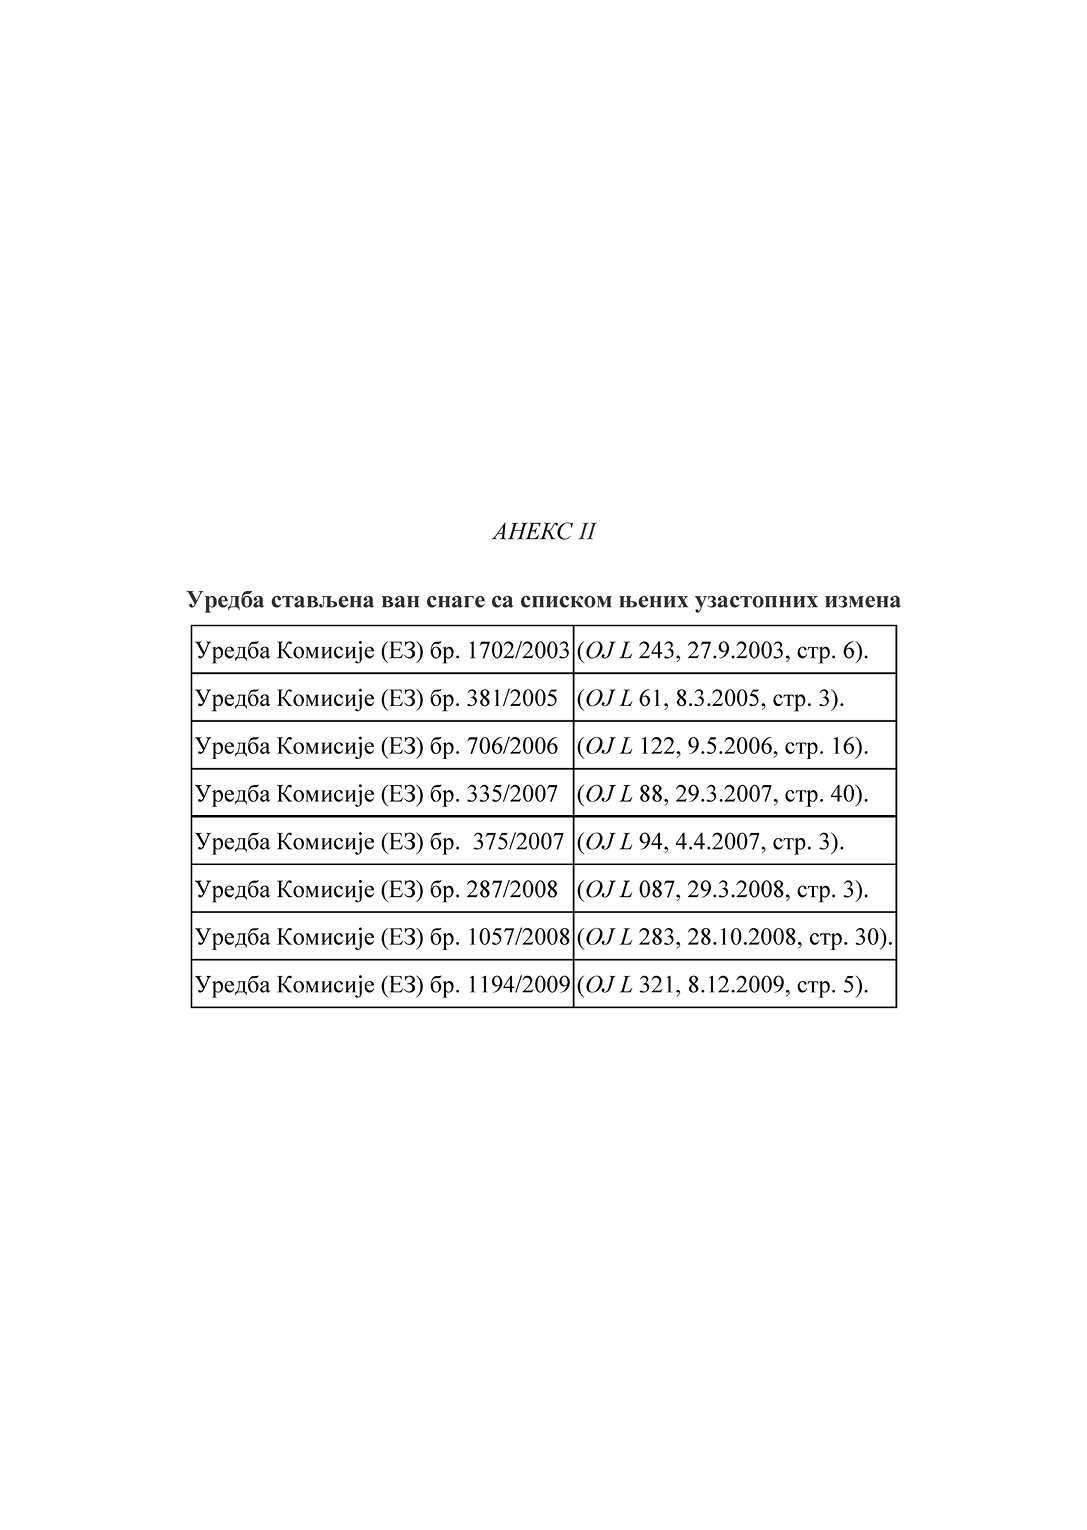 АНЕКС II
Уредба стављена ван снаге са списком њених узастопних измена
Уредба Комисије (ЕЗ) бр. 1702/2003 (OJ L 243, 27.9.2003, стр. 6).
Уредба Комисије (ЕЗ) бр. 381/2005 (OJ L 61, 8.3.2005, стр. 3).
Уредба Комисије (ЕЗ) бр. 706/2006 (OJ L 122, 9.5.2006, стр. 16).
Уредба Комисије (ЕЗ) бр. 335/2007 (OJ L 88, 29.3.2007, стр. 40).
Уредба Комисије (ЕЗ) бр. 375/2007 (OJ L 94, 4.4.2007, стр. 3).
Уредба Комисије (ЕЗ) бр. 287/2008 (OJ L 087, 29.3.2008, стр. 3).
Уредба Комисије (ЕЗ) бр. 1057/2008 (OJ L 283, 28.10.2008, стр. 30).
Уредба Комисије (ЕЗ) бр. 1194/2009 (OJ L 321, 8.12.2009, стр. 5).